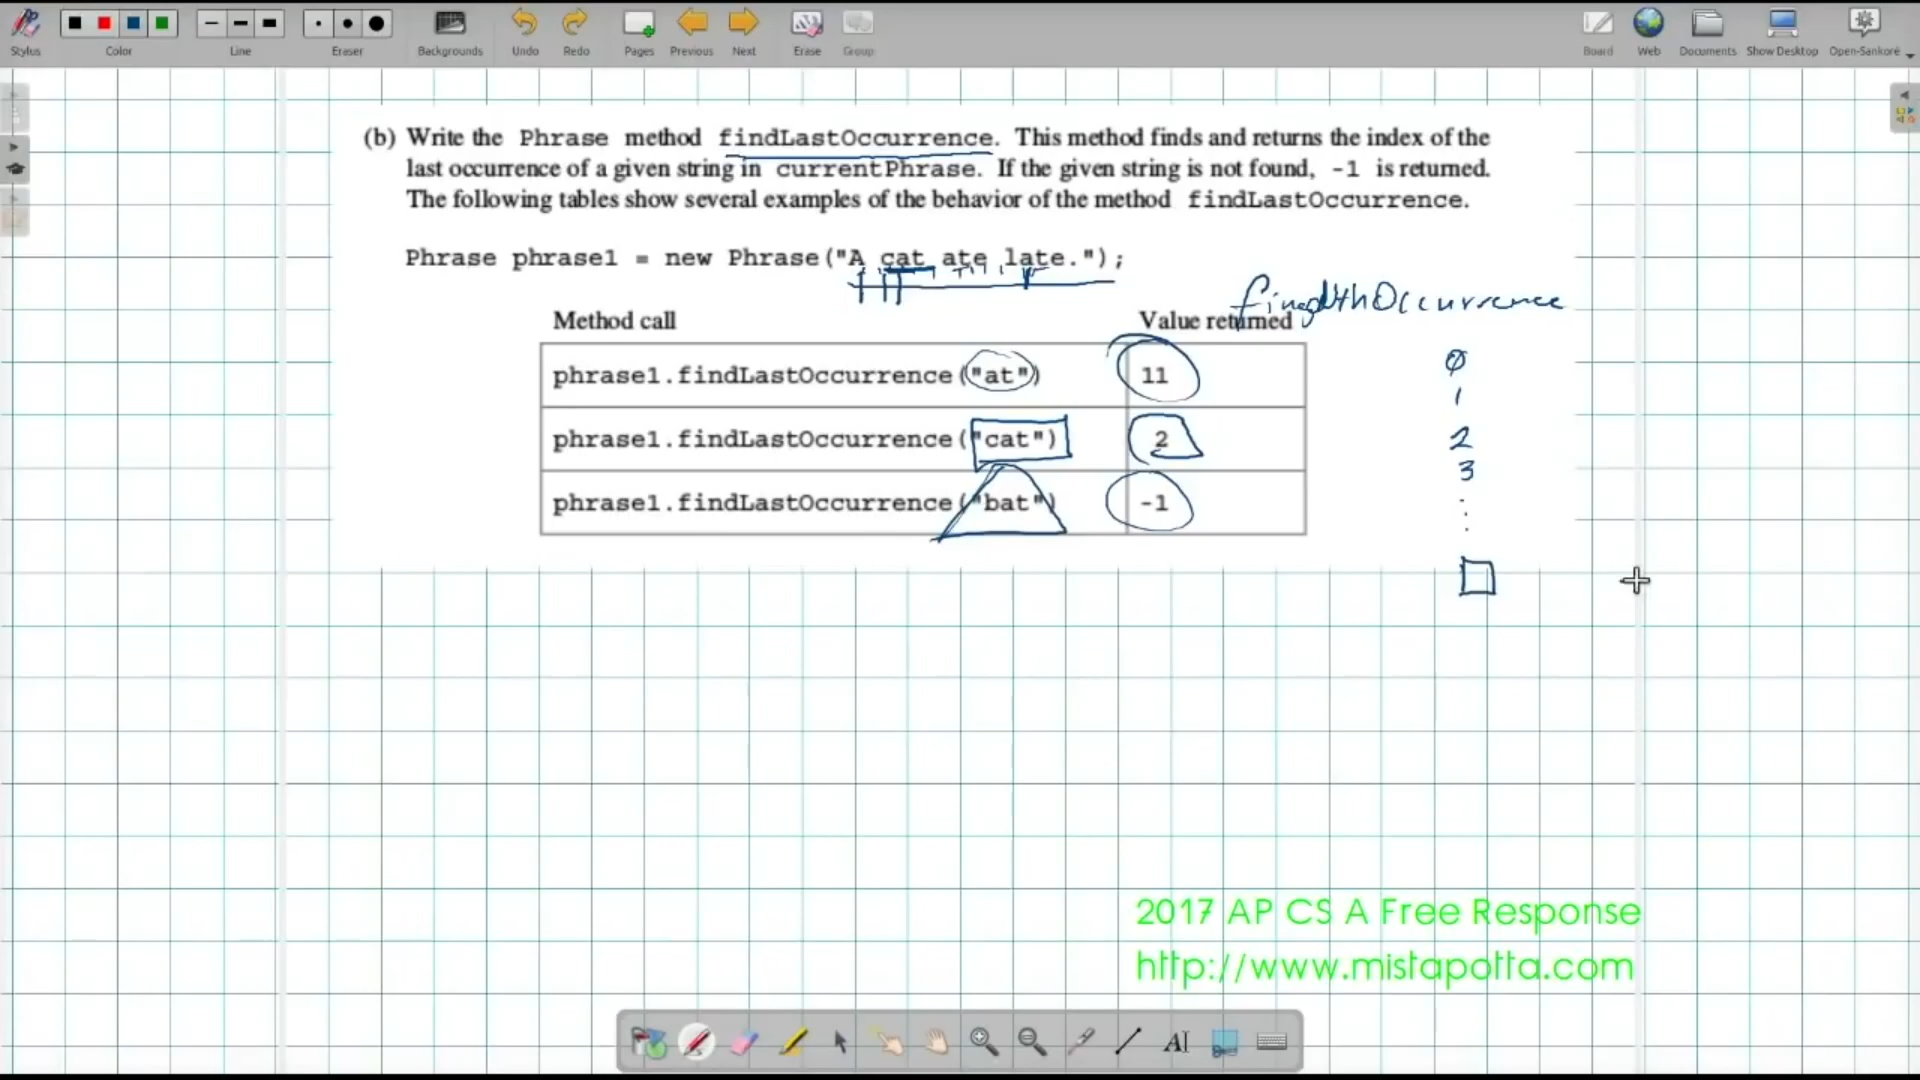 Stylus
Color
Line
Eraser
Backgrounds
Undo
Redo
Pages
Previous
Next
Erase
Group
Board
Web
Documents
Show Desktop
Open-Sankoré
(b) Write the Phrase method findLastOccurrence. This method finds and returns the index of the
last occurrence of a given string in currentPhrase. If the given string is not found, -1 is returned.
The following tables show several examples of the behavior of the method findLastOccurrence.
Phrase phrase1 = new Phrase("A cat ate late.");
findNthOccurrence
Method call Value returned
phrase1.findLastOccurrence("at") 11
phrase1.findLastOccurrence("cat") 2
phrase1.findLastOccurrence("bat") -1
0
1
2
3
2017 AP CS A Free Response
http://www.mistapotta.com
AI